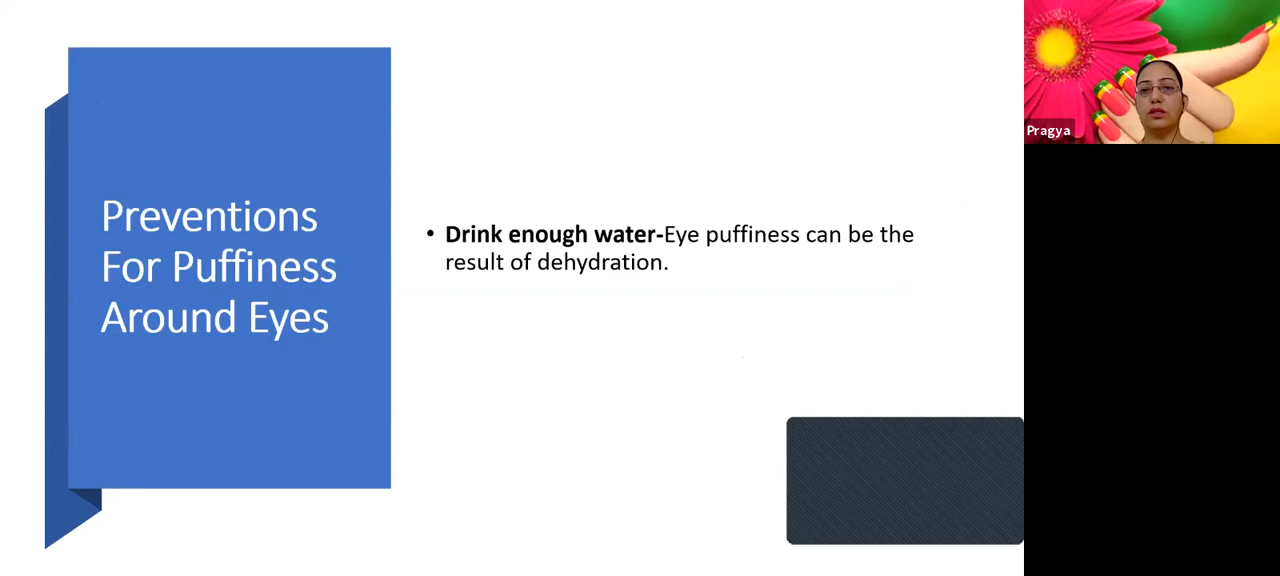 Preventions
For Puffiness
Around Eyes
• Drink enough water-Eye puffiness can be the
result of dehydration.
Pragya